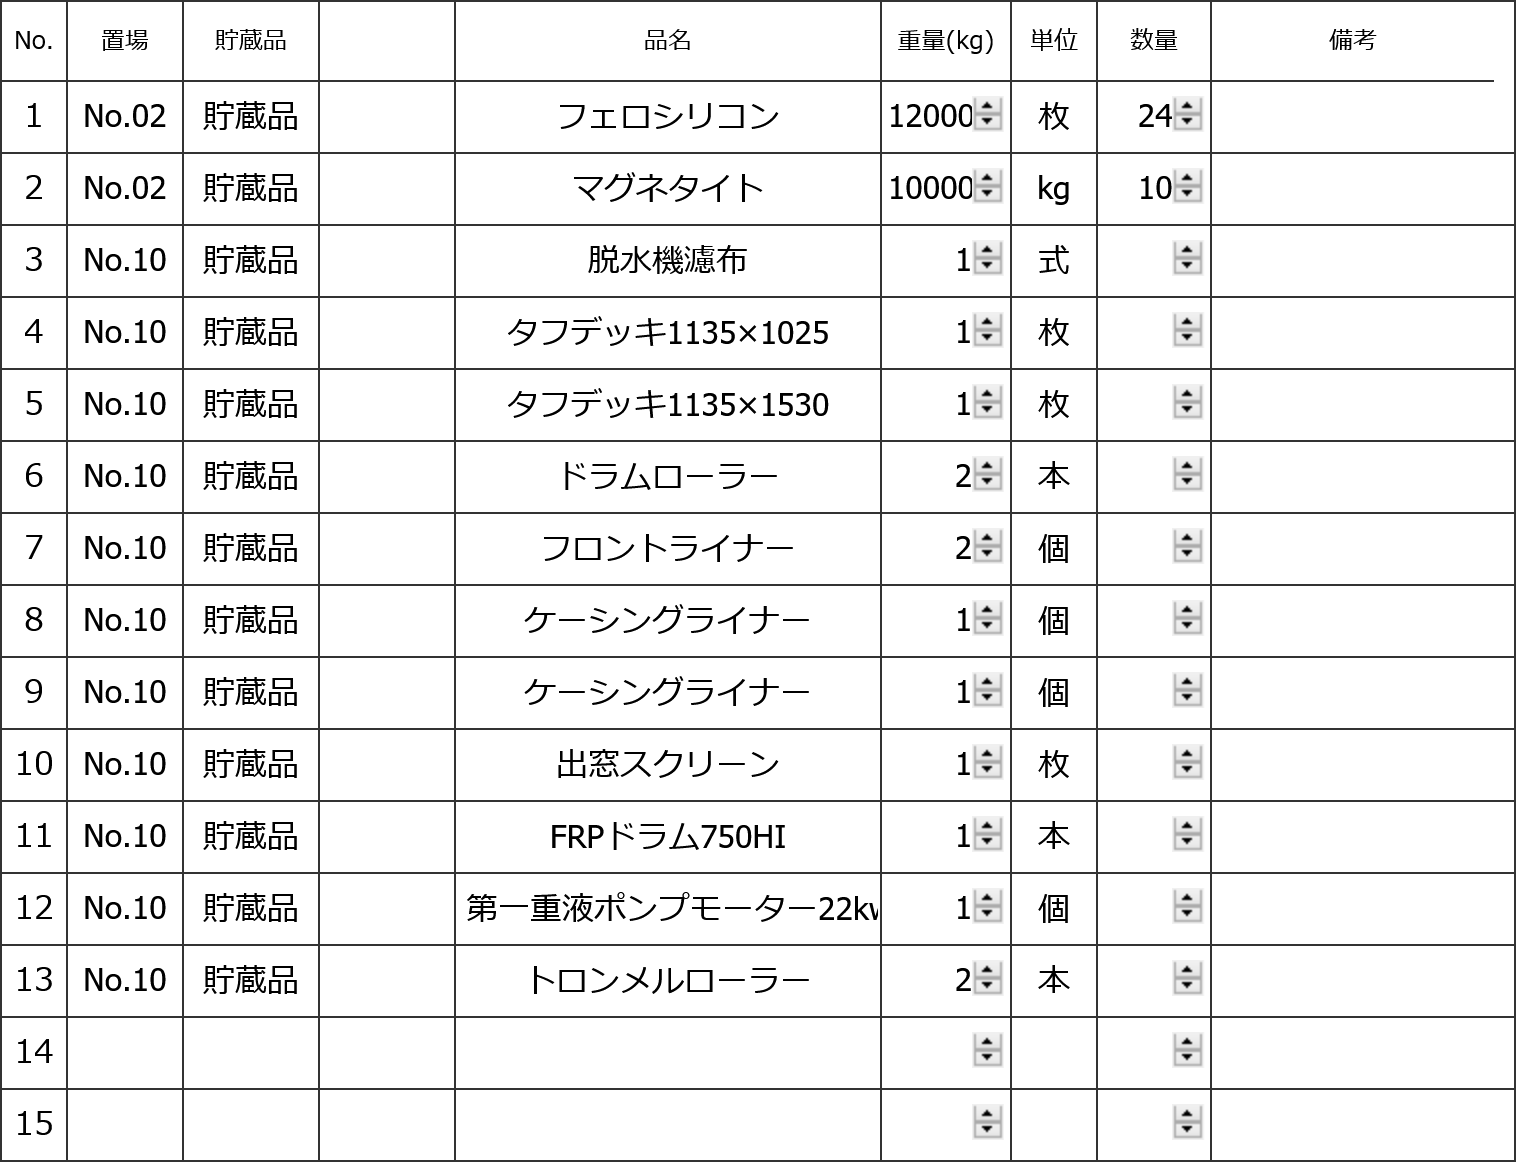 No. 置場 貯蔵品 品名 重量(kg) 単位 数量 備考
1 No.02 貯蔵品 フェロシリコン 12000 枚 24
2 No.02 貯蔵品 マグネタイト 10000 kg 10
3 No.10 貯蔵品 脱水機濾布 1 式
4 No.10 貯蔵品 タフデッキ1135×1025 1 枚
5 No.10 貯蔵品 タフデッキ1135×1530 1 枚
6 No.10 貯蔵品 ドラムローラー 2 本
7 No.10 貯蔵品 フロントライナー 2 個
8 No.10 貯蔵品 ケーシングライナー 1 個
9 No.10 貯蔵品 ケーシングライナー 1 個
10 No.10 貯蔵品 出窓スクリーン 1 枚
11 No.10 貯蔵品 FRPドラム750HI 1 本
12 No.10 貯蔵品 第一重液ポンプモーター22kw 1 個
13 No.10 貯蔵品 トロンメルローラー 2 本
14
15